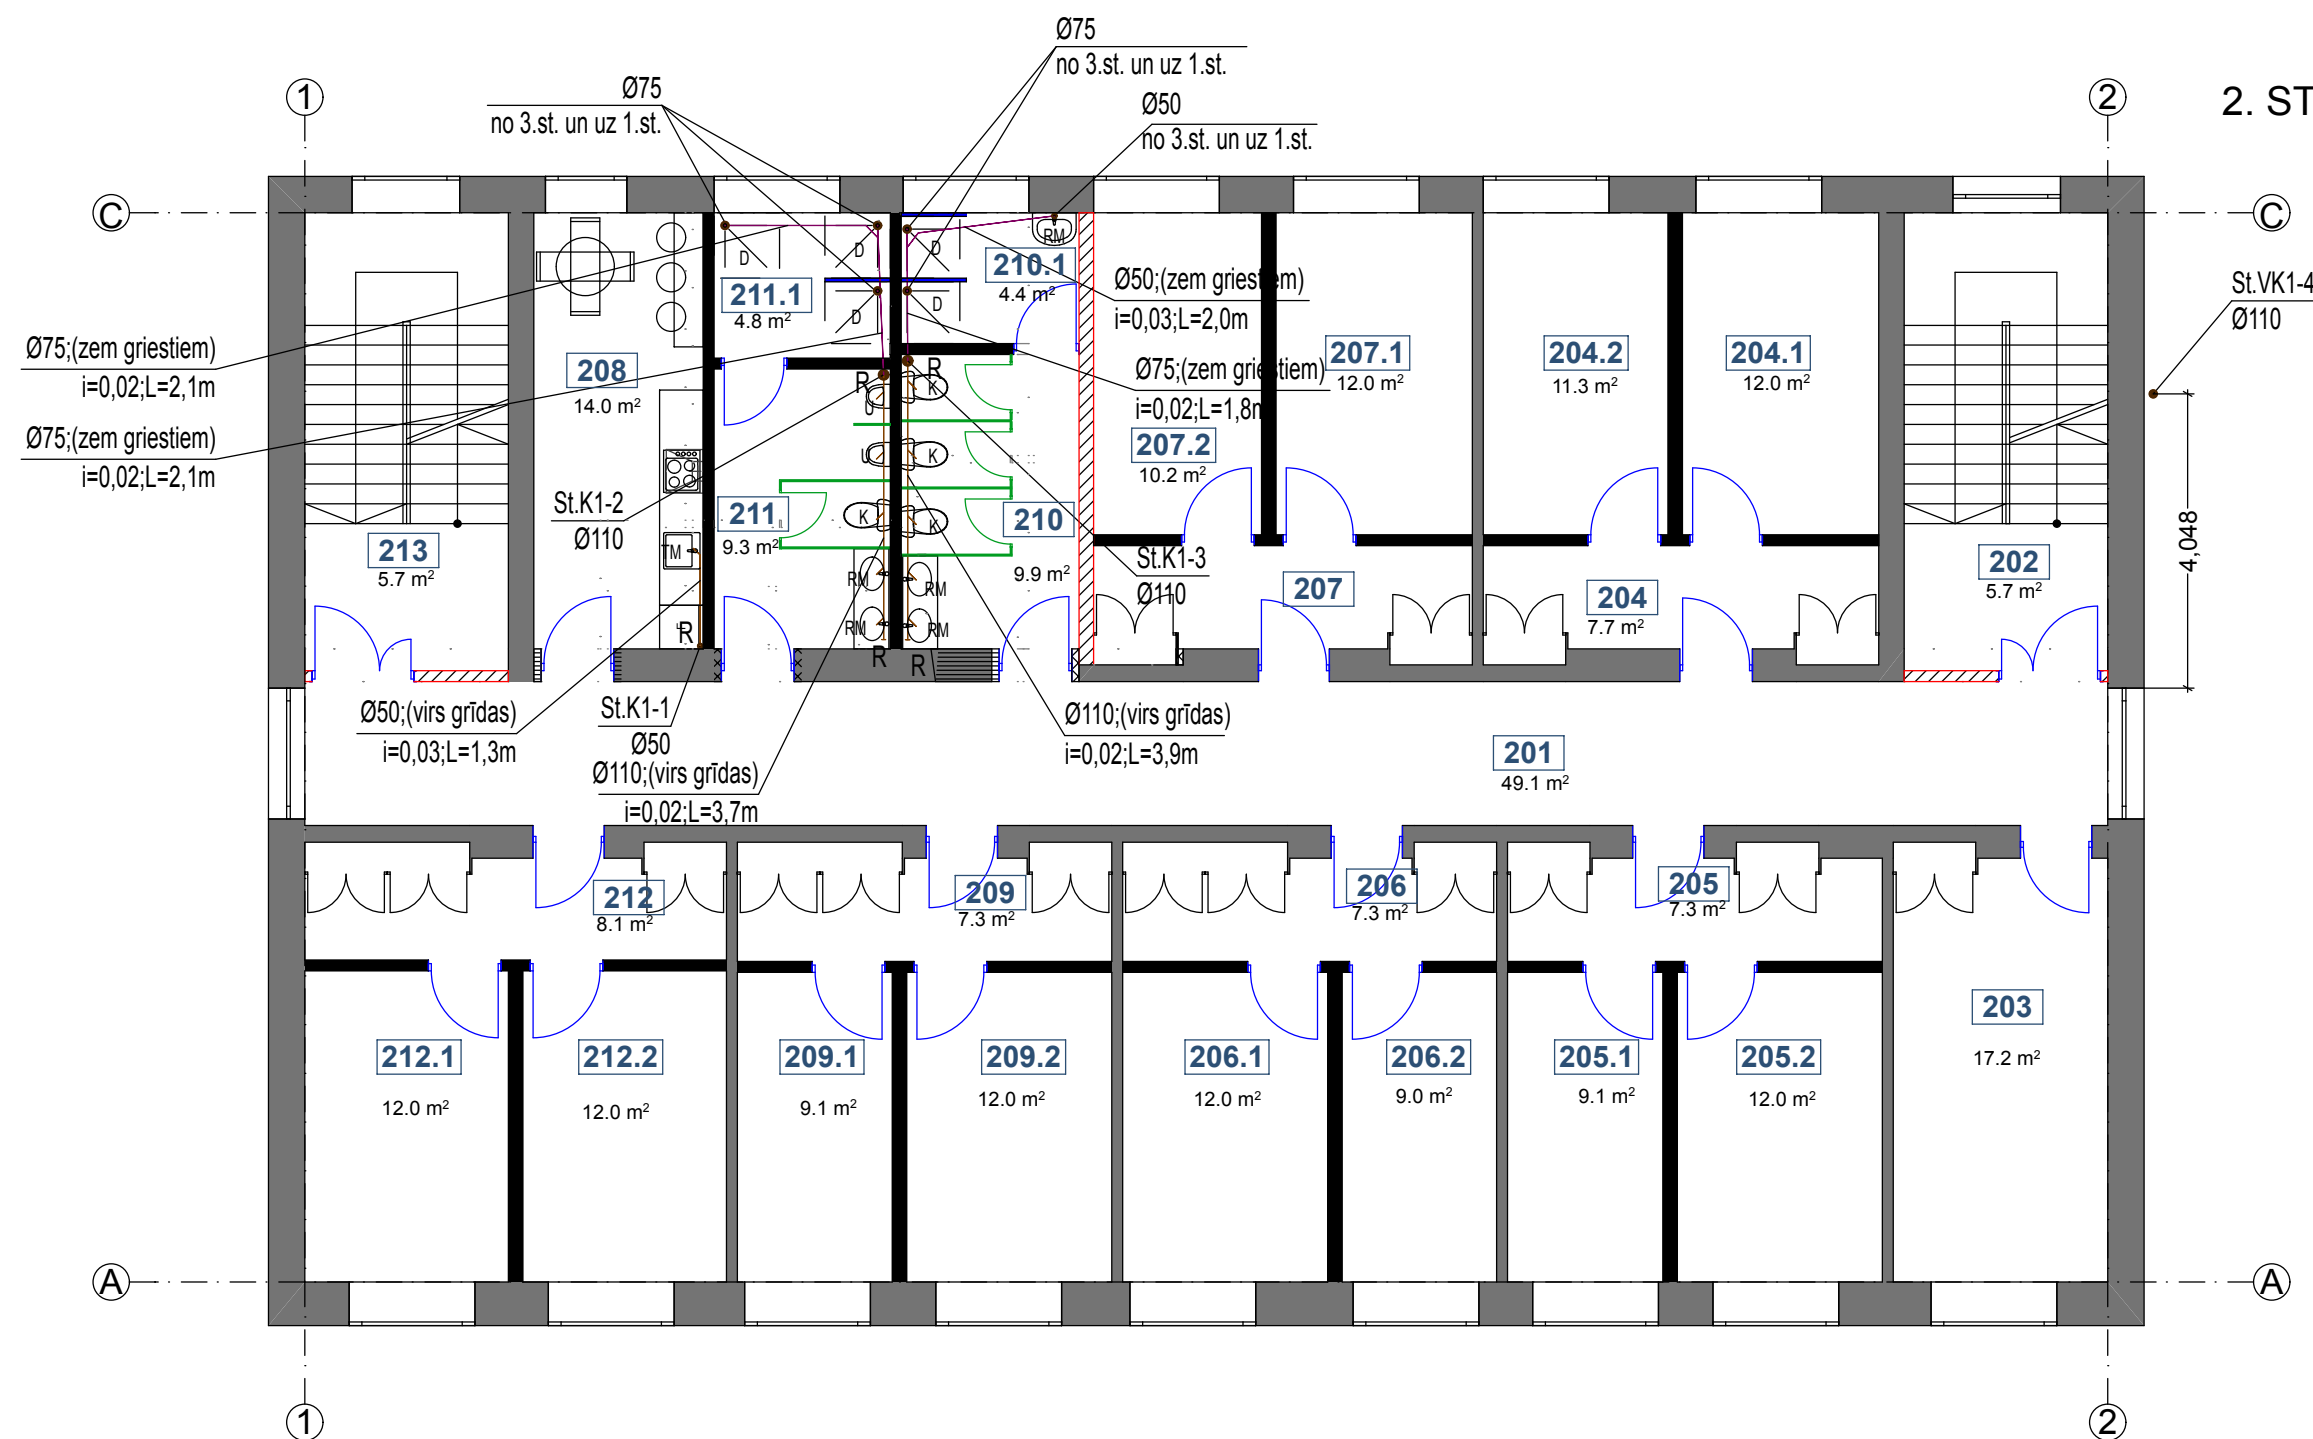 Ø75
no 3.st. un uz 1.st.
Ø75
no 3.st. un uz 1.st.
Ø50
no 3.st. un uz 1.st.
1
2
2. ST
C
C
St.VK1-4
Ø110
4,048
RM
D
D
D
D
D
211.1
4.8 m²
210.1
4.4 m²
Ø50;(zem griestiem)
i=0,03;L=2,0m
Ø75;(zem griestiem)
i=0,02;L=1,8m
Ø75;(zem griestiem)
i=0,02;L=2,1m
Ø75;(zem griestiem)
i=0,02;L=2,1m
208
14.0 m²
207.1
12.0 m²
204.2
11.3 m²
204.1
12.0 m²
207.2
10.2 m²
R
R
U
K
U
K
K
K
St.K1-2
Ø110
211
9.3 m²
210
9.9 m²
213
5.7 m²
TM
St.K1-3
Ø110
RM
RM
RM
RM
207
204
7.7 m²
202
5.7 m²
R
R
R
Ø50;(virs grīdas)
i=0,03;L=1,3m
St.K1-1
Ø50
Ø110;(virs grīdas)
i=0,02;L=3,7m
Ø110;(virs grīdas)
i=0,02;L=3,9m
201
49.1 m²
212
8.1 m²
209
7.3 m²
206
7.3 m²
205
7.3 m²
203
17.2 m²
212.1
12.0 m²
212.2
12.0 m²
209.1
9.1 m²
209.2
12.0 m²
206.1
12.0 m²
206.2
9.0 m²
205.1
9.1 m²
205.2
12.0 m²
A
A
1
2